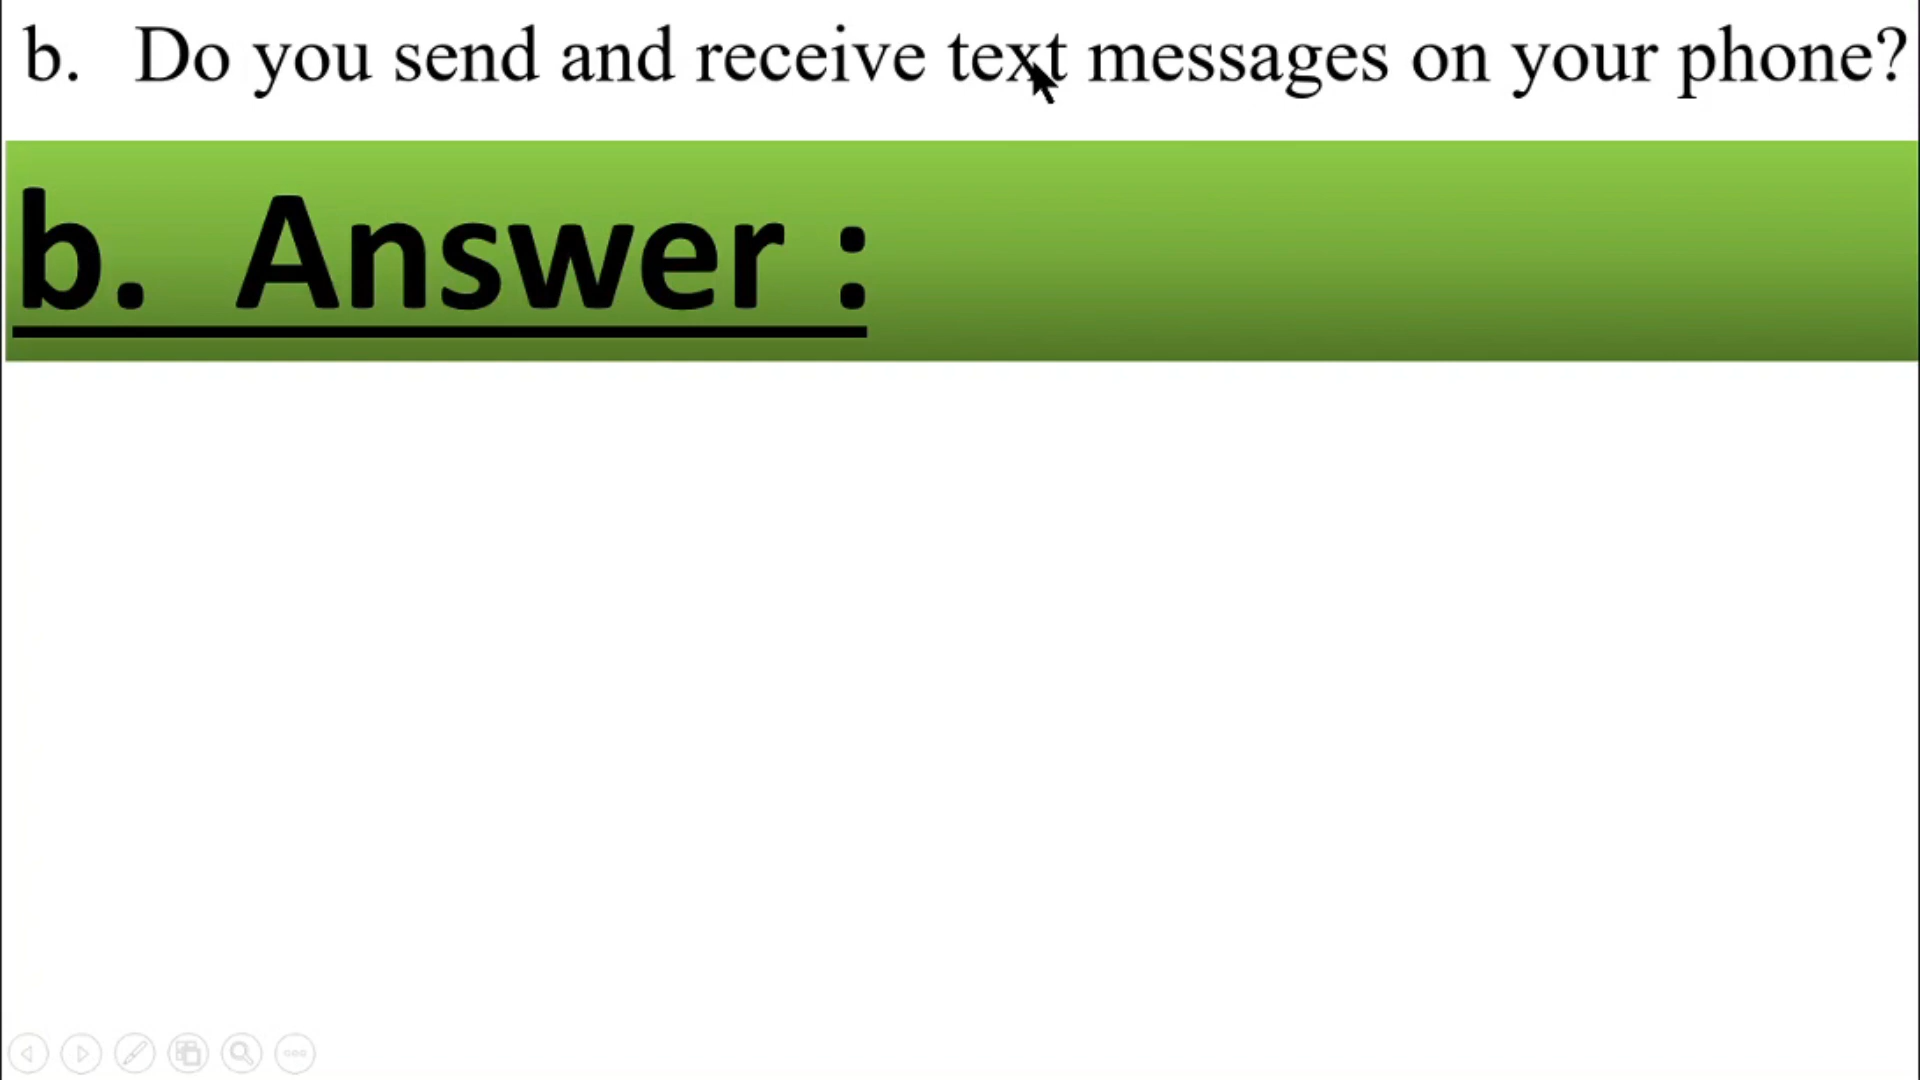 b. Do you send and receive text messages on your phone?
b. Answer :